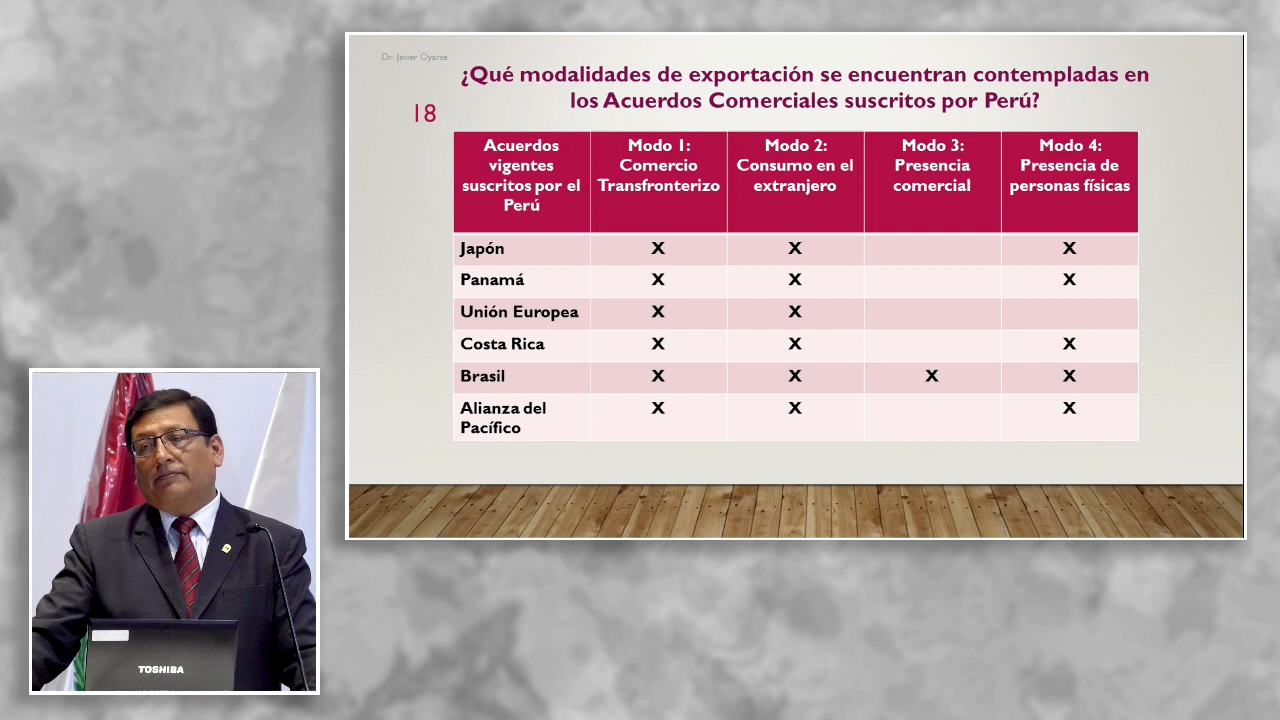 Dr. Javier Oyarse
¿Qué modalidades de exportación se encuentran contempladas en
los Acuerdos Comerciales suscritos por Perú?
18
Acuerdos vigentes suscritos por el Perú Modo 1: Comercio Transfronterizo Modo 2: Consumo en el extranjero Modo 3: Presencia comercial Modo 4: Presencia de personas físicas
Japón X X X
Panamá X X X
Unión Europea X X
Costa Rica X X X
Brasil X X X X
Alianza del Pacífico X X X
TOSHIBA